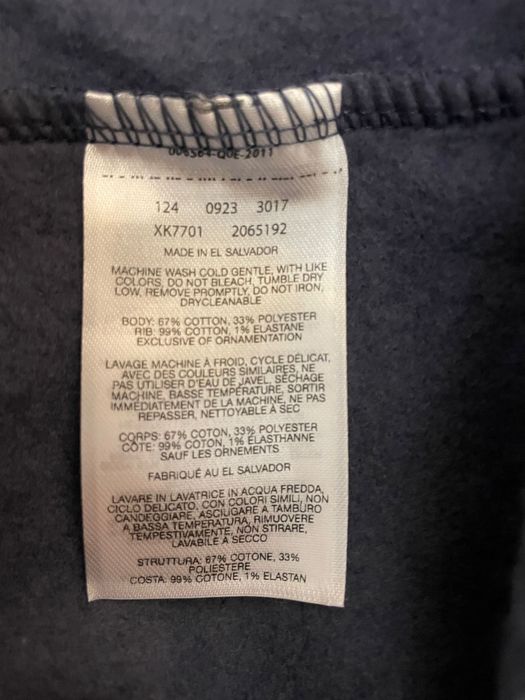 QUE-2011
124 0923 3017
XK7701 2065192
MADE IN EL SALVADOR
MACHINE WASH COLD GENTLE, WITH LIKE
COLORS, DO NOT BLEACH, TUMBLE DRY
LOW, REMOVE PROMPTLY, DO NOT IRON,
DRYCLEANABLE
BODY: 67% COTTON, 33% POLYESTER
RIB: 99% COTTON, 1% ELASTANE
EXCLUSIVE OF ORNAMENTATION
LAVAGE MACHINE À FROID, CYCLE DÉLICAT,
AVEC DES COULEURS SIMILAIRES, NE
PAS UTILISER D'EAU DE JAVEL, SÉCHAGE
MACHINE, BASSE TEMPÉRATURE, SORTIR
IMMÉDIATEMENT DE LA MACHINE, NE PAS
REPASSER, NETTOYABLE À SEC
CORPS: 67% COTON, 33% POLYESTER
CÔTE: 99% COTON, 1% ÉLASTHANNE
SAUF LES ORNEMENTS
FABRIQUÉ AU EL SALVADOR
LAVARE IN LAVATRICE IN ACQUA FREDDA,
CICLO DELICATO, CON COLORI SIMILI, NON
CANDEGGIARE, ASCIUGARE A TAMBURO
A BASSA TEMPERATURA, RIMUOVERE
TEMPESTIVAMENTE, NON STIRARE,
LAVABILE A SECCO
STRUTTURA: 67% COTONE, 33%
POLIESTERE
COSTA: 99% COTONE, 1% ELASTAN